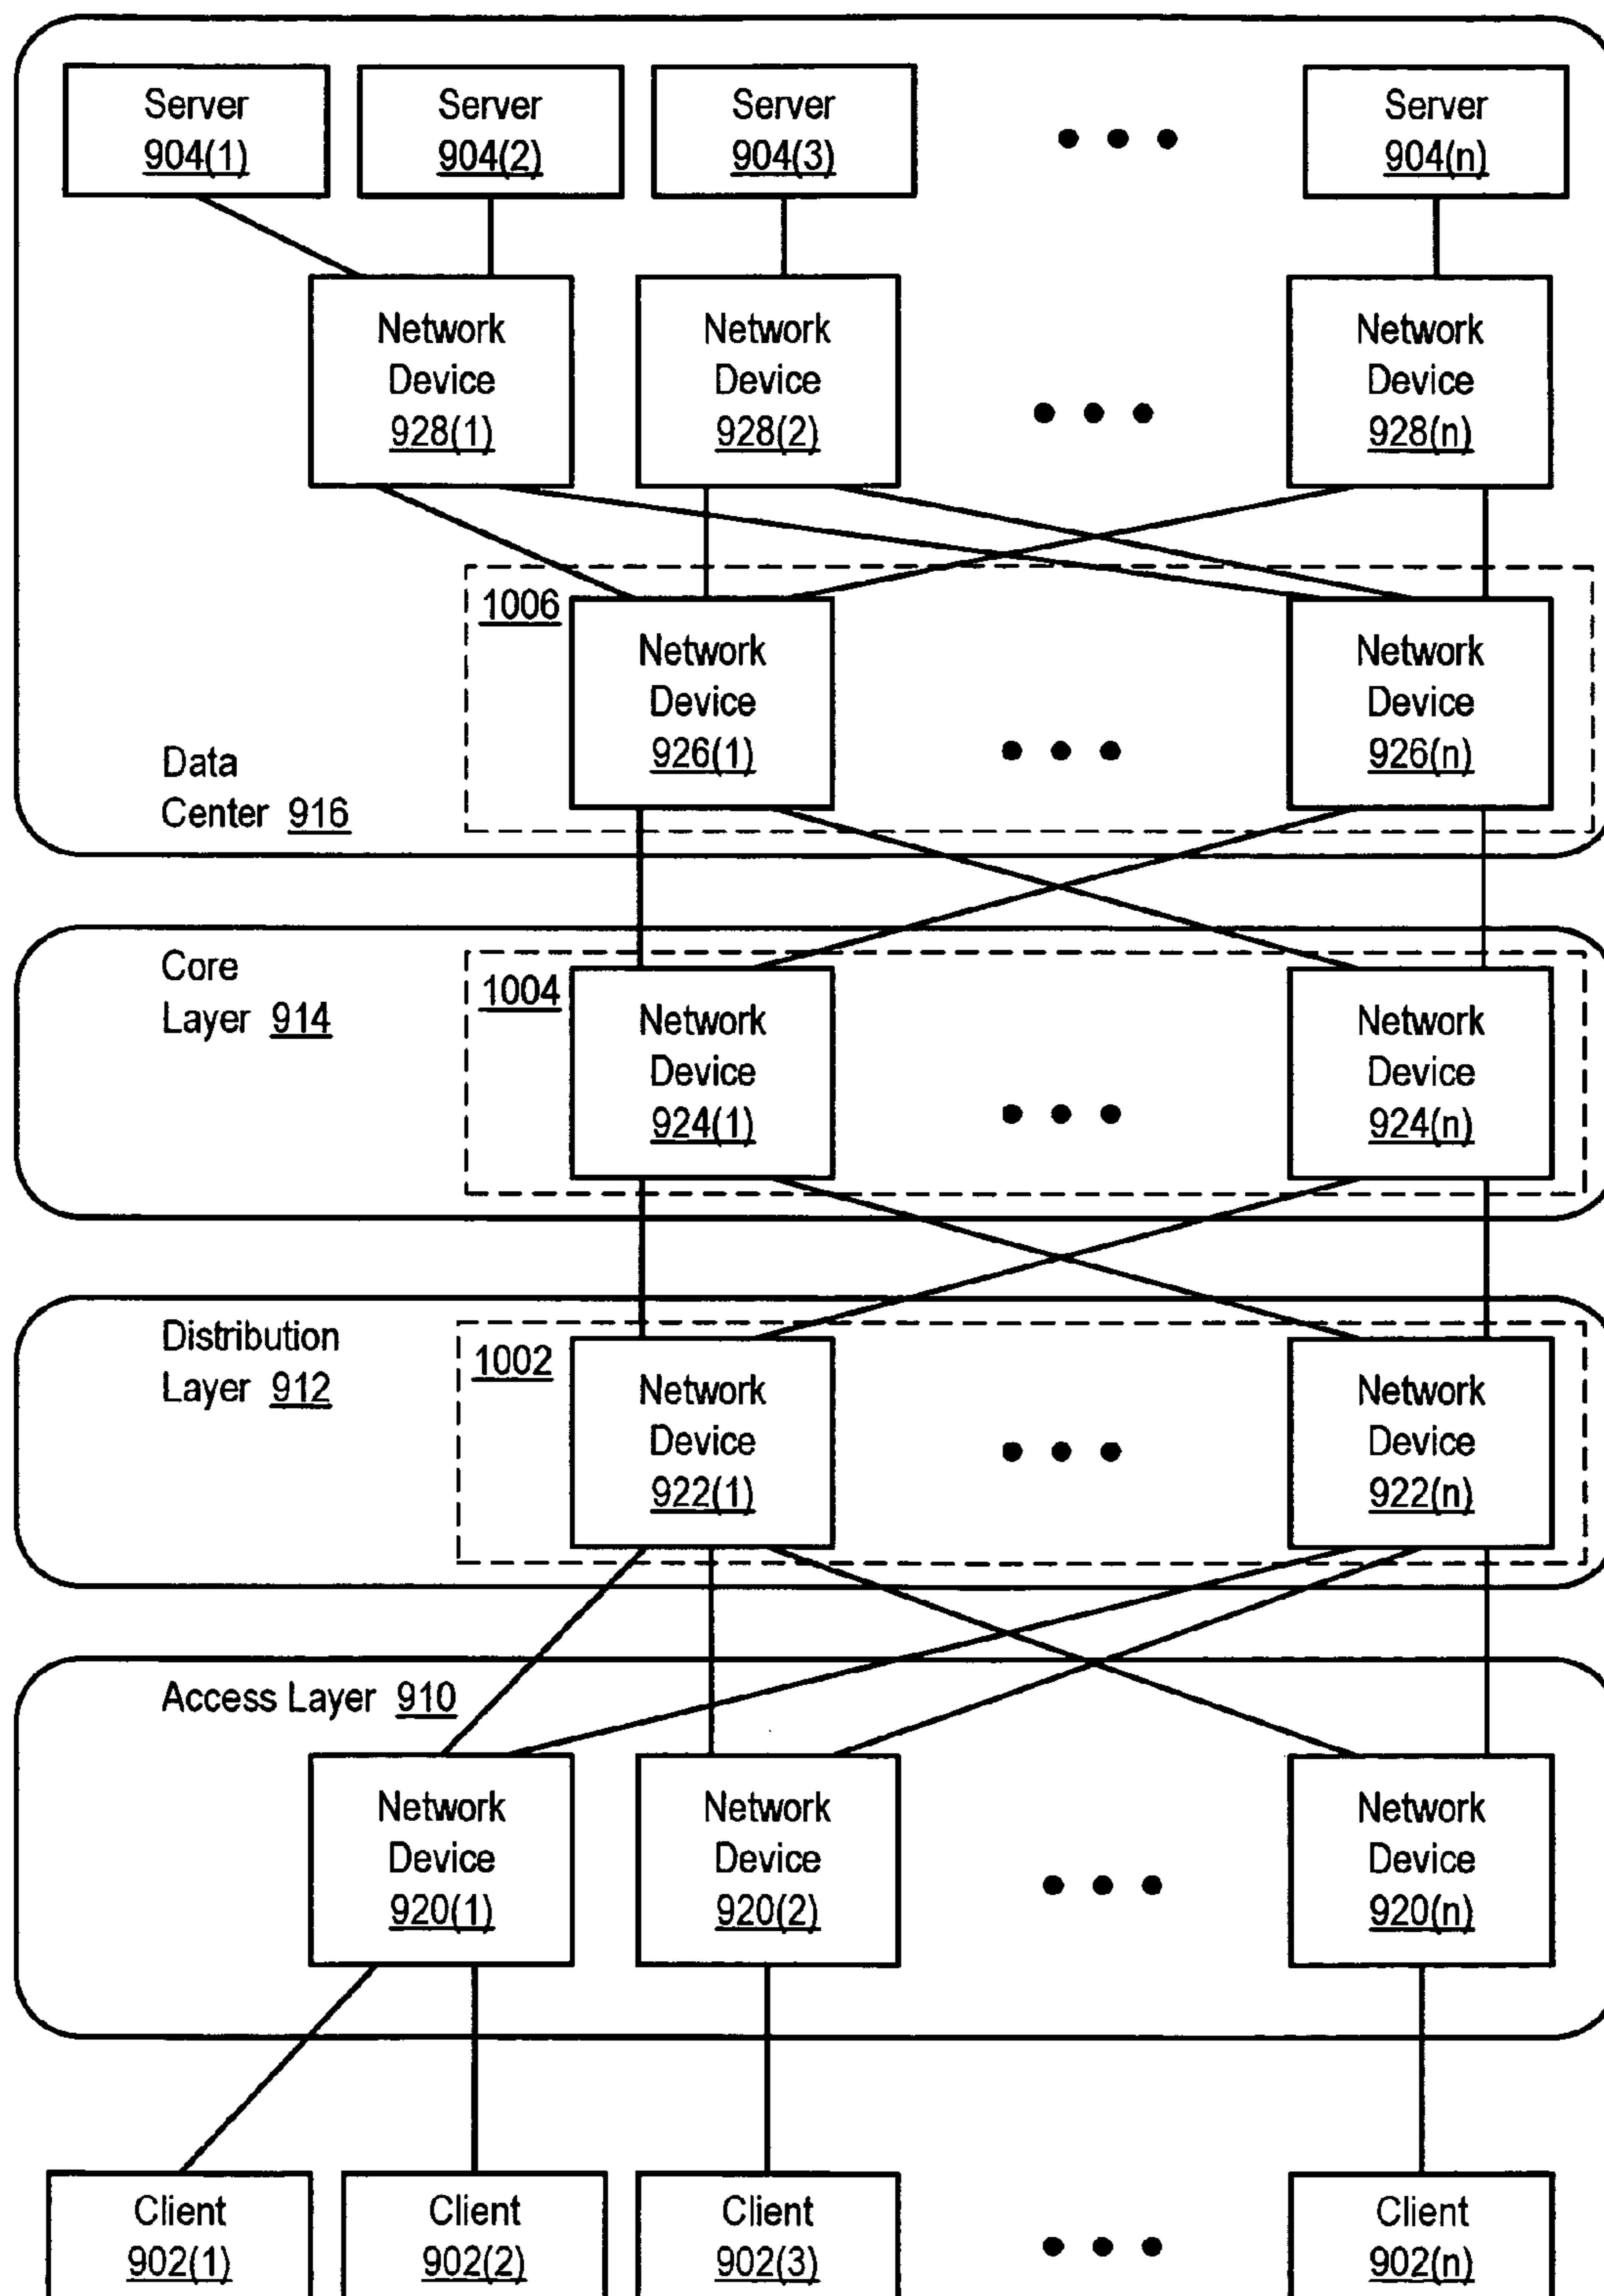 Server
904(1)
Server
904(2)
Server
904(3)
Server
904(n)
Network
Device
928(1)
Network
Device
928(2)
Network
Device
928(n)
1006
Network
Device
926(1)
Network
Device
926(n)
Data
Center 916
Core
Layer 914
1004
Network
Device
924(1)
Network
Device
924(n)
Distribution
Layer 912
1002
Network
Device
922(1)
Network
Device
922(n)
Access Layer 910
Network
Device
920(1)
Network
Device
920(2)
Network
Device
920(n)
Client
902(1)
Client
902(2)
Client
902(3)
Client
902(n)